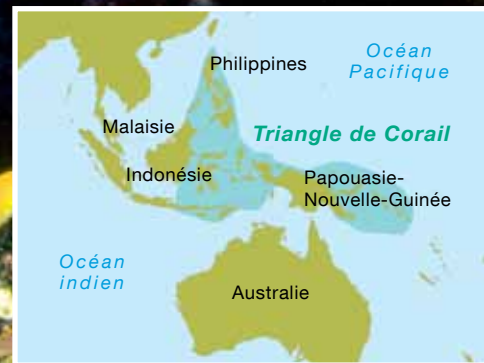 Philippines
Océan
Pacifique
Malaisie
Triangle de Corail
Indonésie
Papouasie-
Nouvelle-Guinée
Océan
indien
Australie